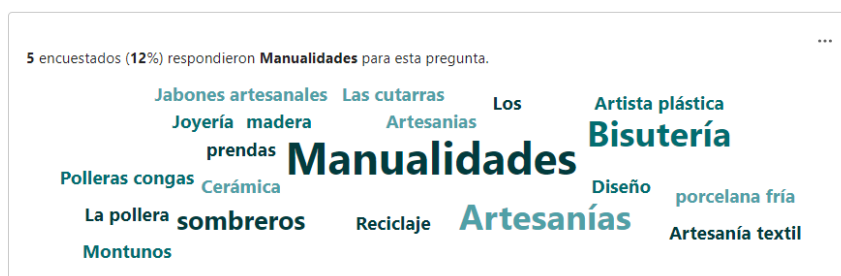 ...
5 encuestados (12%) respondieron Manualidades para esta pregunta.
Jabones artesanales Las cutarras Los Artista plástica
Joyería madera Artesanias Bisutería
prendas Manualidades
Polleras congas Cerámica Diseño porcelana fría
La pollera sombreros Reciclaje Artesanías Artesanía textil
Montunos